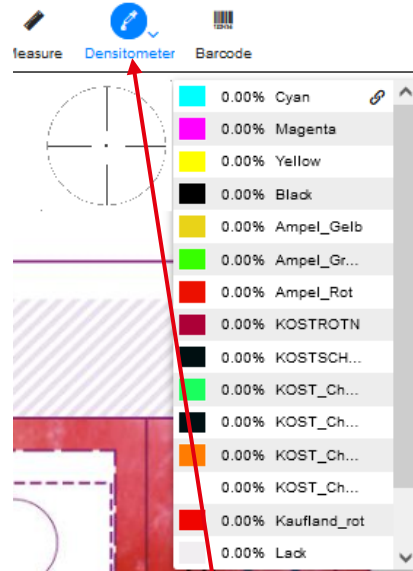 Measure Densitometer Barcode
0.00% Cyan
0.00% Magenta
0.00% Yellow
0.00% Black
0.00% Ampel_Gelb
0.00% Ampel_Gr...
0.00% Ampel_Rot
0.00% KOSTROTN
0.00% KOSTSCH...
0.00% KOST_Ch...
0.00% KOST_Ch...
0.00% KOST_Ch...
0.00% KOST_Ch...
0.00% Kaufland_rot
0.00% Lack